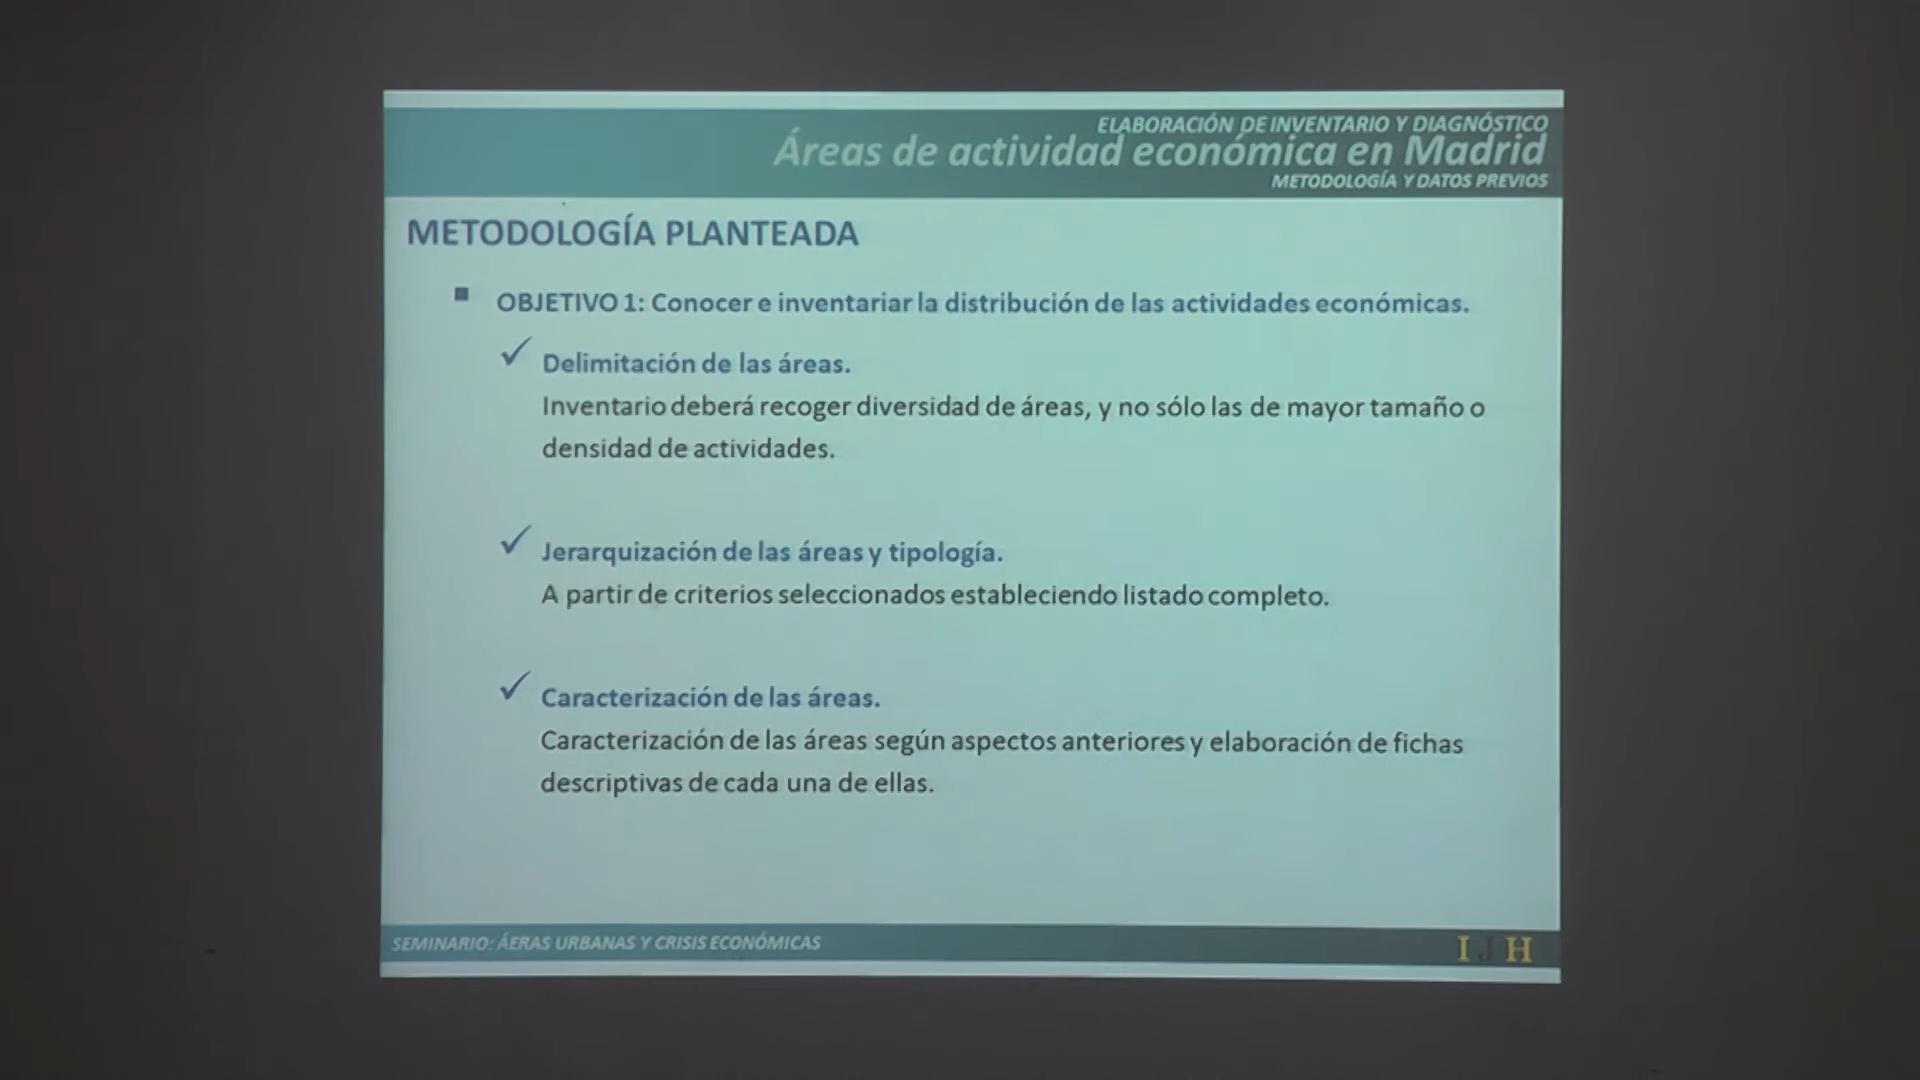 ELABORACIÓN DE INVENTARIO Y DIAGNÓSTICO
Áreas de actividad económica en Madrid
METODOLOGÍA Y DATOS PREVIOS
METODOLOGÍA PLANTEADA
OBJETIVO 1: Conocer e inventariar la distribución de las actividades económicas.
Delimitación de las áreas.
Inventario deberá recoger diversidad de áreas, y no sólo las de mayor tamaño o
densidad de actividades.
Jerarquización de las áreas y tipología.
A partir de criterios seleccionados estableciendo listado completo.
Caracterización de las áreas.
Caracterización de las áreas según aspectos anteriores y elaboración de fichas
descriptivas de cada una de ellas.
SEMINARIO: ÁERAS URBANAS Y CRISIS ECONÓMICAS
I J H